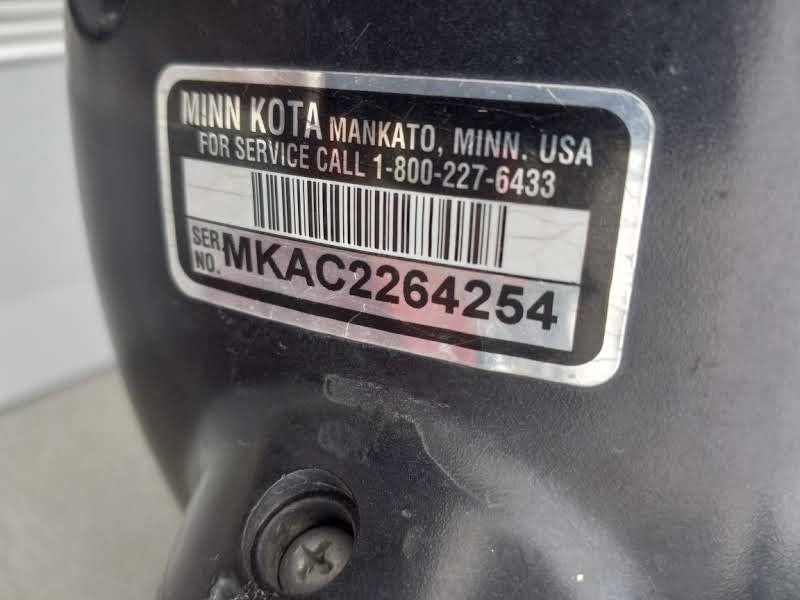 MINN KOTA MANKATO, MINN. USA
FOR SERVICE CALL 1-800-227-6433
SER. NO. MKAC2264254